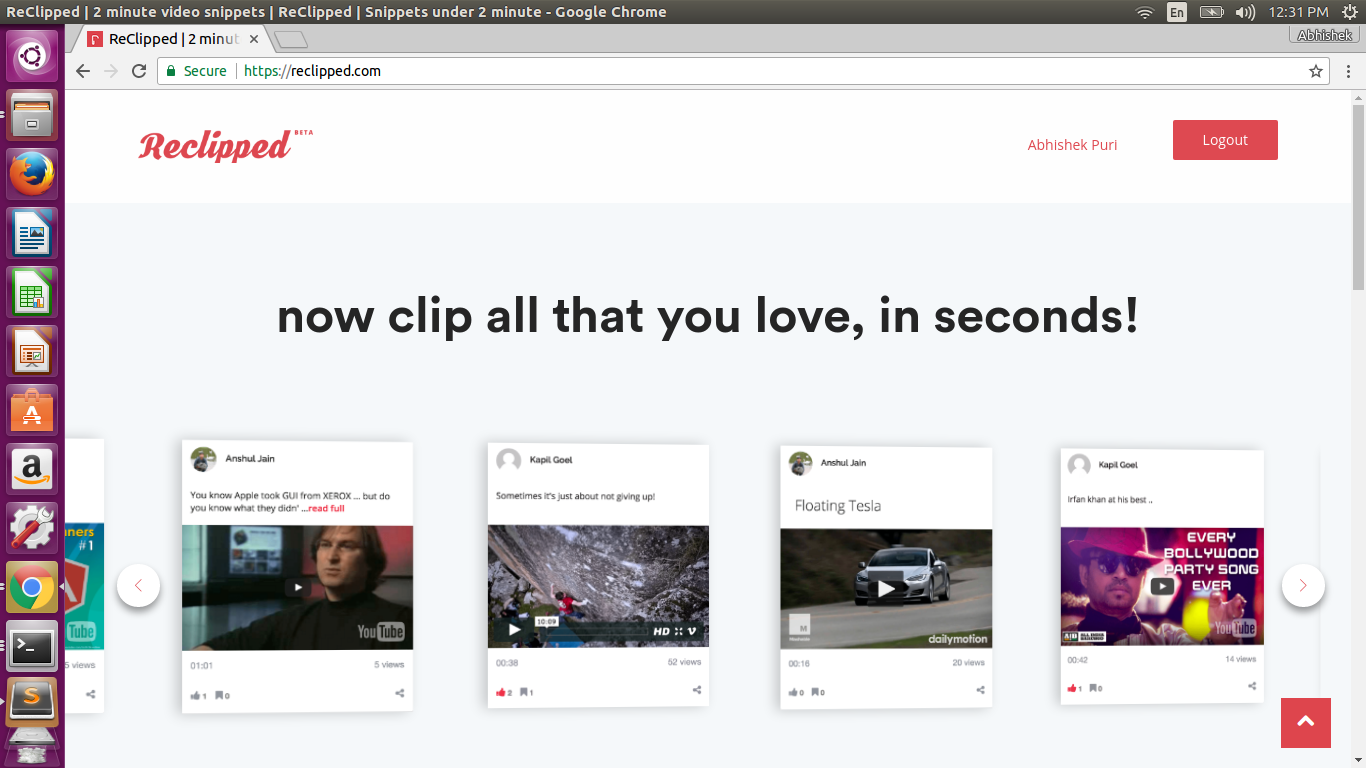 ReClipped | 2 minute video snippets | ReClipped | Snippets under 2 minute - Google Chrome
En
12:31 PM
ReClipped | 2 minut
Abhishek
Secure
https://reclipped.com
Reclipped BETA
Abhishek Puri
Logout
now clip all that you love, in seconds!
nners
#1
Tube
5 views
Anshul Jain
You know Apple took GUI from XEROX ... but do
you know what they didn' ...read full
YouTube
01:01
5 views
1
0
Kapil Goel
Sometimes it's just about not giving up!
10:09
HD
00:38
52 views
2
1
Anshul Jain
Floating Tesla
M
dailymotion
00:16
20 views
0
0
Kapil Goel
Irfan khan at his best ..
EVERY
BOLLYWOOD
PARTY SONG
EVER
YouTube
00:42
14 views
1
0